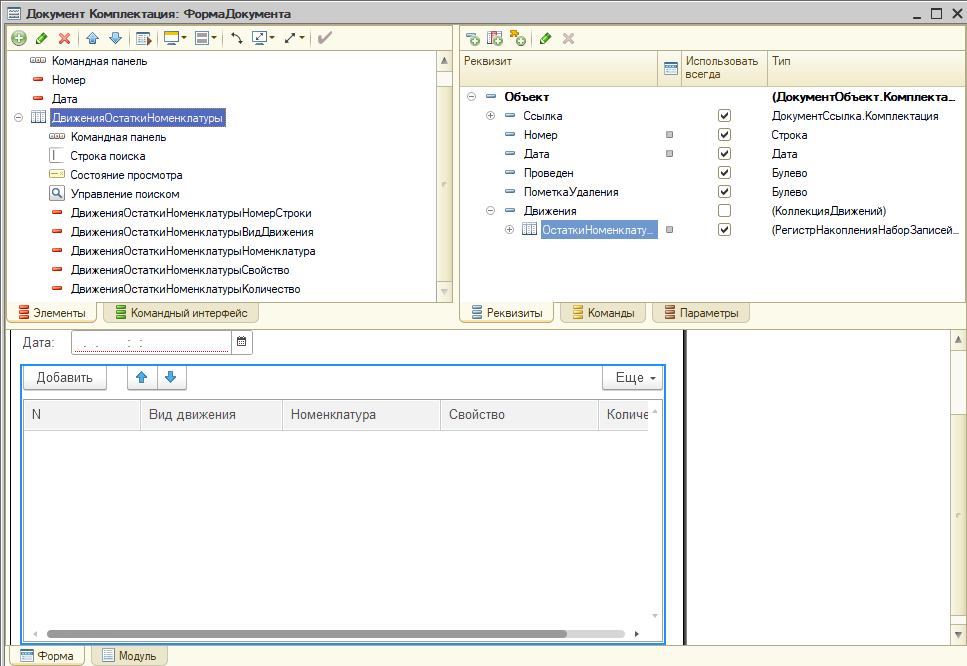 Документ Комплектация: ФормаДокумента
Командная панель
Номер
Дата
ДвиженияОстаткиНоменклатуры
Командная панель
Строка поиска
Состояние просмотра
Управление поиском
ДвиженияОстаткиНоменклатурыНомерСтроки
ДвиженияОстаткиНоменклатурыВидДвижения
ДвиженияОстаткиНоменклатурыНоменклатура
ДвиженияОстаткиНоменклатурыСвойство
ДвиженияОстаткиНоменклатурыКоличество
Элементы Командный интерфейс
Реквизит Использовать всегда Тип
Объект (ДокументОбъект.Комплекта...
Ссылка ДокументСсылка.Комплектация
Номер Строка
Дата Дата
Проведен Булево
ПометкаУдаления Булево
Движения (КоллекцияДвижений)
ОстаткиНоменклату... (РегистрНакопленияНаборЗаписей...
Реквизиты Команды Параметры
Дата: . . : :
Добавить Еще
N Вид движения Номенклатура Свойство Количе
Форма Модуль